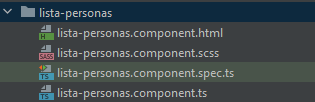 lista-personas
lista-personas.component.html
lista-personas.component.scss
lista-personas.component.spec.ts
lista-personas.component.ts